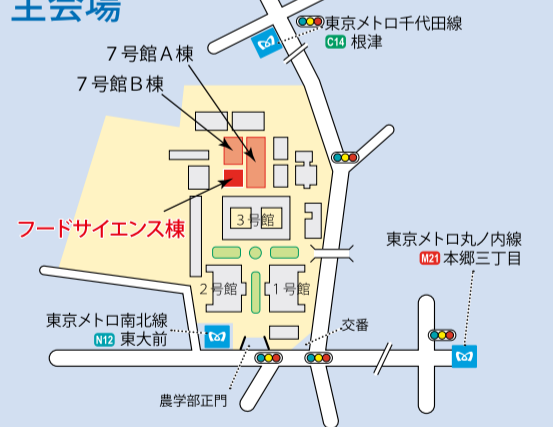 主会場
東京メトロ千代田線
C14 根津
7号館A棟
7号館B棟
フードサイエンス棟
3号館
東京メトロ丸ノ内線
M21 本郷三丁目
2号館
1号館
東京メトロ南北線
N12 東大前
交番
農学部正門